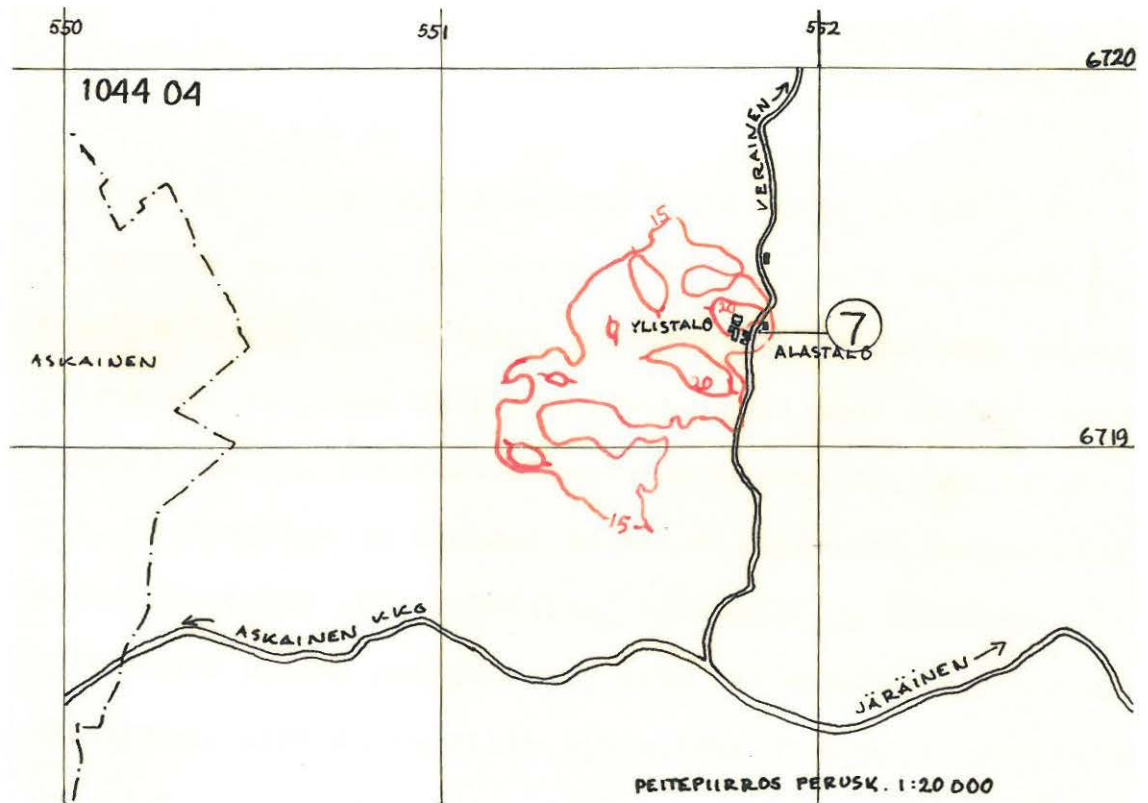 550
551
552
6720
1044 04
VERAINEN
15
20
YLISTALO
7
ALASTALO
ASKAINEN
20
6719
15
ASKAINEN KKO
JÄRÄINEN
PEITEPIIRROS PERUSK. 1:20 000